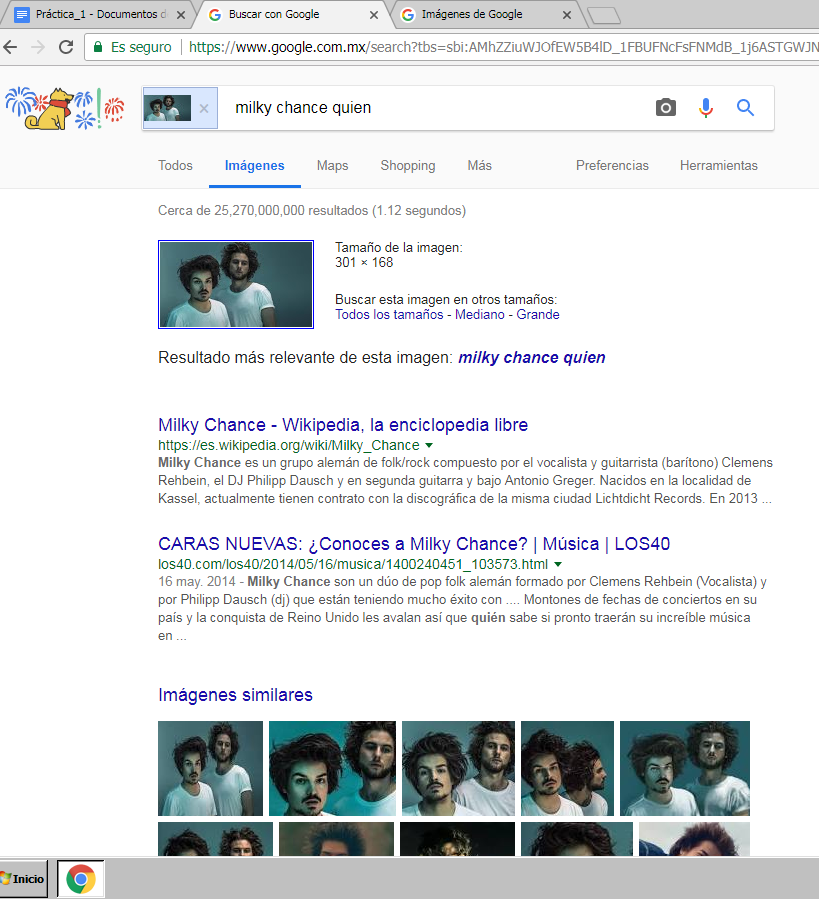 Práctica_1 - Documentos d
Buscar con Google
Imágenes de Google
Es seguro
https://www.google.com.mx/search?tbs=sbi:AMhZZiuWJOfEW5B4lD_1FBUFNcFsFNMdB_1j6ASTGWJN
milky chance quien
Todos Imágenes Maps Shopping Más Preferencias Herramientas
Cerca de 25,270,000,000 resultados (1.12 segundos)
Tamaño de la imagen:
301 × 168
Buscar esta imagen en otros tamaños:
Todos los tamaños - Mediano - Grande
Resultado más relevante de esta imagen: milky chance quien
Milky Chance - Wikipedia, la enciclopedia libre
https://es.wikipedia.org/wiki/Milky_Chance
Milky Chance es un grupo alemán de folk/rock compuesto por el vocalista y guitarrista (barítono) Clemens
Rehbein, el DJ Philipp Dausch y en segunda guitarra y bajo Antonio Greger. Nacidos en la localidad de
Kassel, actualmente tienen contrato con la discográfica de la misma ciudad Lichtdicht Records. En 2013 ...
CARAS NUEVAS: ¿Conoces a Milky Chance? | Música | LOS40
los40.com/los40/2014/05/16/musica/1400240451_103573.html
16 may. 2014 - Milky Chance son un dúo de pop folk alemán formado por Clemens Rehbein (Vocalista) y
por Philipp Dausch (dj) que están teniendo mucho éxito con .... Montones de fechas de conciertos en su
país y la conquista de Reino Unido les avalan así que quién sabe si pronto traerán su increíble música
en ...
Imágenes similares
Inicio